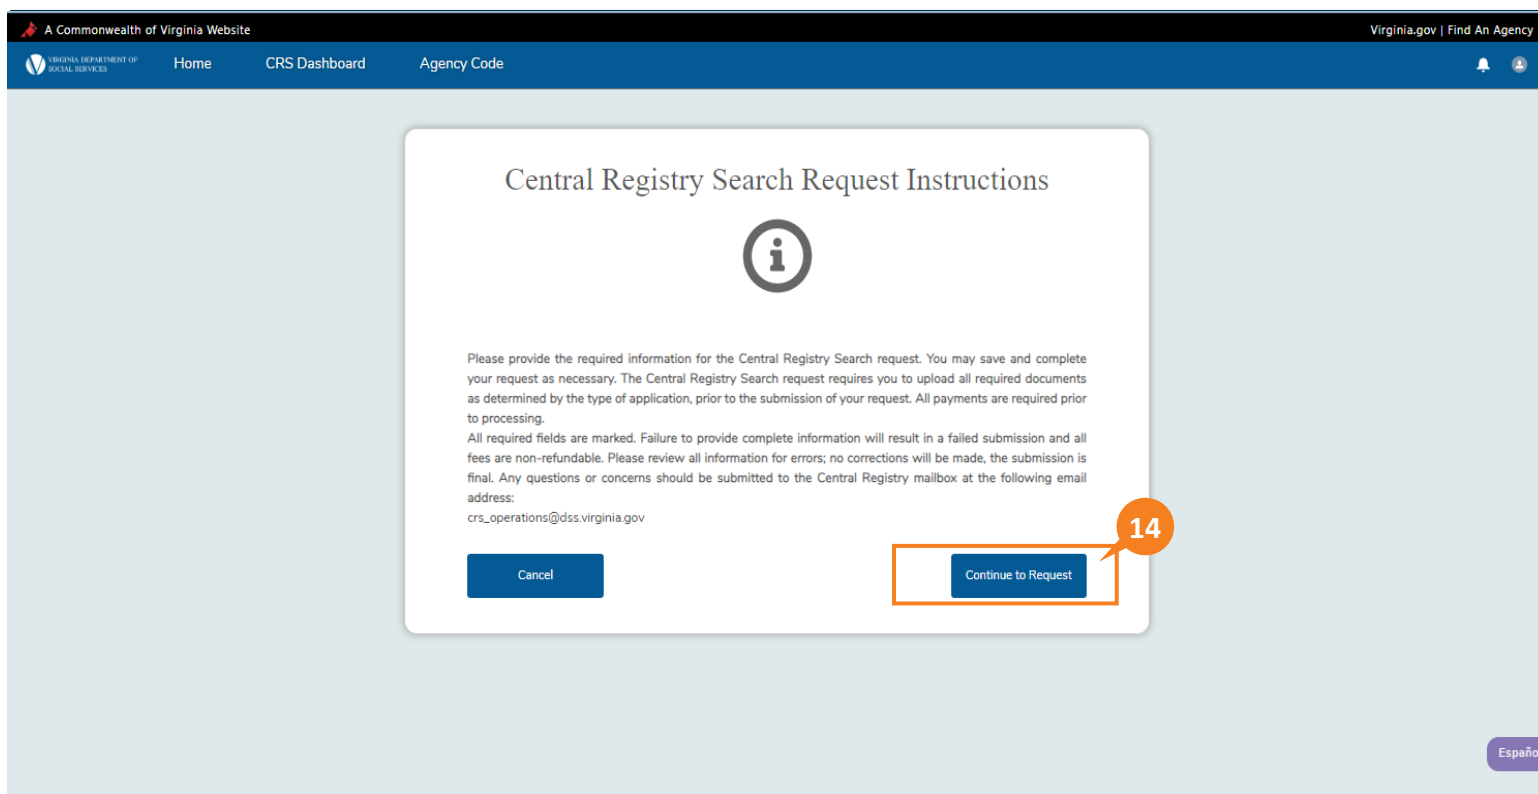 A Commonwealth of Virginia Website
Virginia.gov | Find An Agency
VIRGINIA DEPARTMENT OF
SOCIAL SERVICES
Home
CRS Dashboard
Agency Code
Central Registry Search Request Instructions
Please provide the required information for the Central Registry Search request. You may save and complete
your request as necessary. The Central Registry Search request requires you to upload all required documents
as determined by the type of application, prior to the submission of your request. All payments are required prior
to processing.
All required fields are marked. Failure to provide complete information will result in a failed submission and all
fees are non-refundable. Please review all information for errors; no corrections will be made, the submission is
final. Any questions or concerns should be submitted to the Central Registry mailbox at the following email
address:
crs_operations@dss.virginia.gov
14
Cancel
Continue to Request
Españo